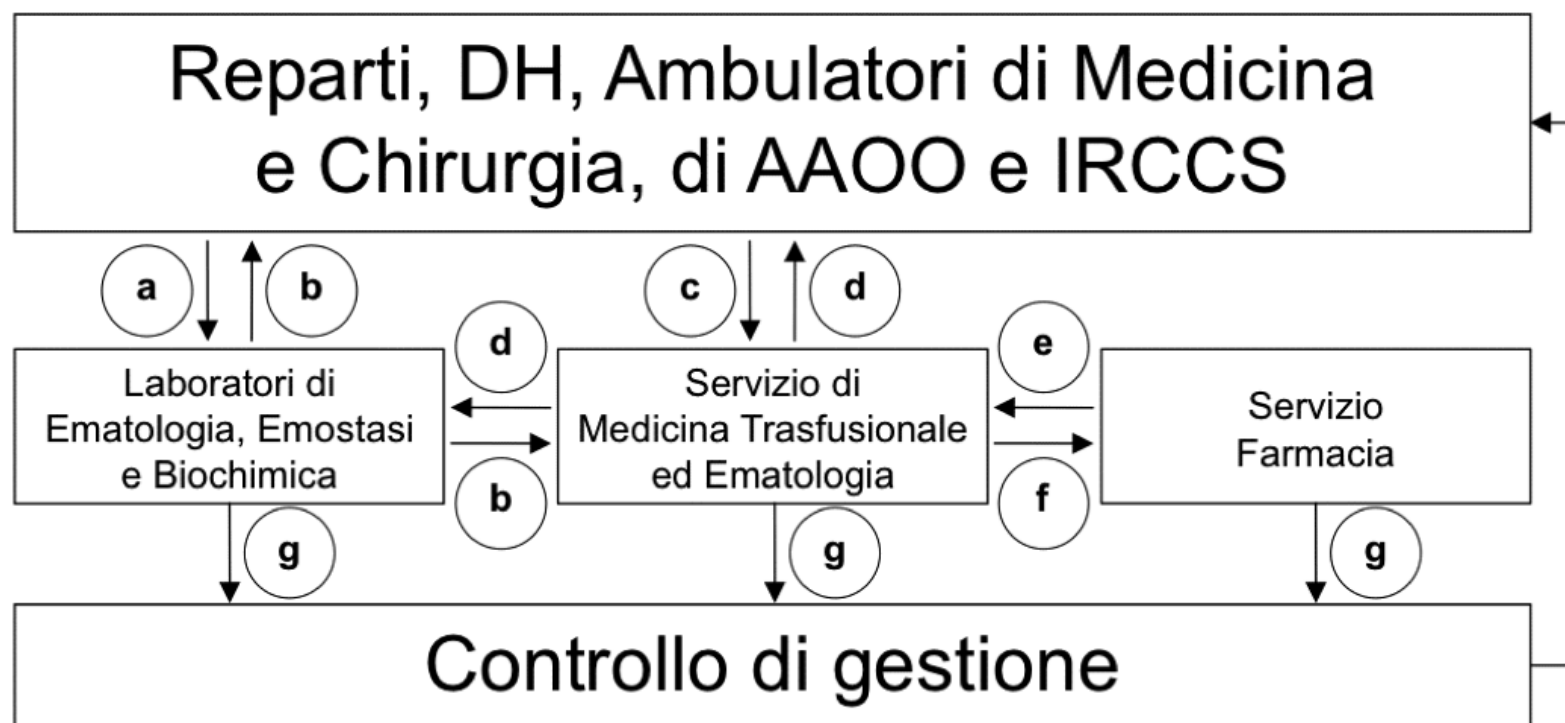 Reparti, DH, Ambulatori di Medicina
e Chirurgia, di AAOO e IRCCS
a
b
c
d
d
e
Laboratori di
Ematologia, Emostasi
e Biochimica
Servizio di
Medicina Trasfusionale
ed Ematologia
Servizio
Farmacia
b
f
g
g
g
Controllo di gestione